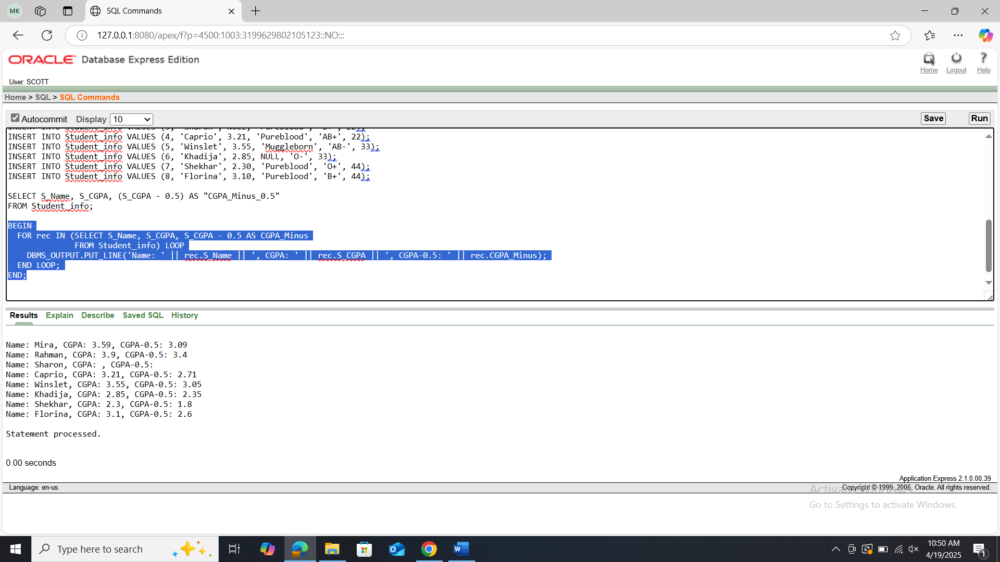 MK
SQL Commands
127.0.0.1:8080/apex/f?p=4500:1003:3199629802105123::NO:::
ORACLE Database Express Edition
Home Logout Help
User: SCOTT
Home > SQL > SQL Commands
Autocommit Display 10 Save Run
INSERT INTO Student_info VALUES (3, 'Sharon', NULL, 'Pureblood', 'B+', 22);
INSERT INTO Student_info VALUES (4, 'Caprio', 3.21, 'Pureblood', 'AB+', 22);
INSERT INTO Student_info VALUES (5, 'Winslet', 3.55, 'Muggleborn', 'AB-', 33);
INSERT INTO Student_info VALUES (6, 'Khadija', 2.85, NULL, 'O-', 33);
INSERT INTO Student_info VALUES (7, 'Shekhar', 2.30, 'Pureblood', 'O+', 44);
INSERT INTO Student_info VALUES (8, 'Florina', 3.10, 'Pureblood', 'B+', 44);
SELECT S_Name, S_CGPA, (S_CGPA - 0.5) AS "CGPA_Minus_0.5"
FROM Student_info;
BEGIN
FOR rec IN (SELECT S_Name, S_CGPA, S_CGPA - 0.5 AS CGPA_Minus
FROM Student_info) LOOP
DBMS_OUTPUT.PUT_LINE('Name: ' || rec.S_Name || ', CGPA: ' || rec.S_CGPA || ', CGPA-0.5: ' || rec.CGPA_Minus);
END LOOP;
END;
Results Explain Describe Saved SQL History
Name: Mira, CGPA: 3.59, CGPA-0.5: 3.09
Name: Rahman, CGPA: 3.9, CGPA-0.5: 3.4
Name: Sharon, CGPA: , CGPA-0.5:
Name: Caprio, CGPA: 3.21, CGPA-0.5: 2.71
Name: Winslet, CGPA: 3.55, CGPA-0.5: 3.05
Name: Khadija, CGPA: 2.85, CGPA-0.5: 2.35
Name: Shekhar, CGPA: 2.3, CGPA-0.5: 1.8
Name: Florina, CGPA: 3.1, CGPA-0.5: 2.6
Statement processed.
0.00 seconds
Application Express 2.1.0.00.39
Language: en-us Copyright © 1999, 2006, Oracle. All rights reserved.
Activate Windows
Go to Settings to activate Windows.
Type here to search
10:50 AM
4/19/2025
1